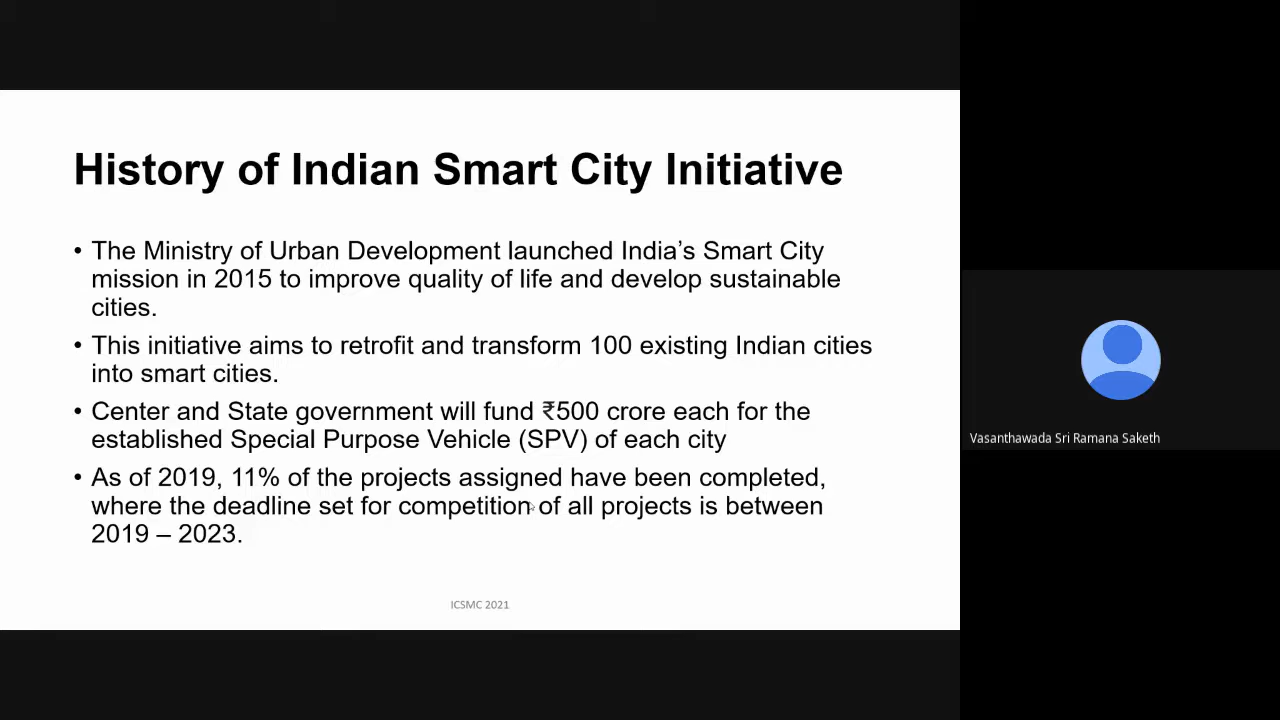 History of Indian Smart City Initiative
• The Ministry of Urban Development launched India’s Smart City
mission in 2015 to improve quality of life and develop sustainable
cities.
• This initiative aims to retrofit and transform 100 existing Indian cities
into smart cities.
• Center and State government will fund ₹500 crore each for the
established Special Purpose Vehicle (SPV) of each city
• As of 2019, 11% of the projects assigned have been completed,
where the deadline set for competition of all projects is between
2019 – 2023.
ICSMC 2021
Vasanthawada Sri Ramana Saketh